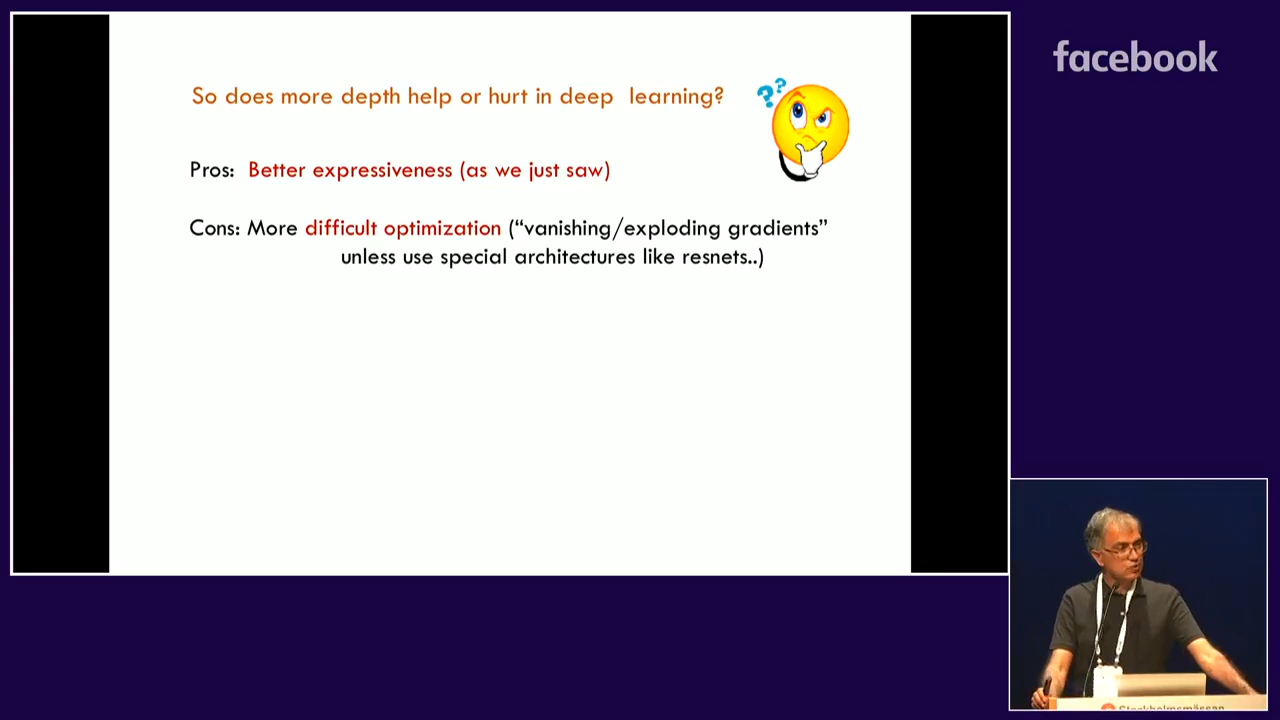 facebook
So does more depth help or hurt in deep learning?
??
Pros: Better expressiveness (as we just saw)
Cons: More difficult optimization (“vanishing/exploding gradients”
unless use special architectures like resnets..)
Stockholmsmässan